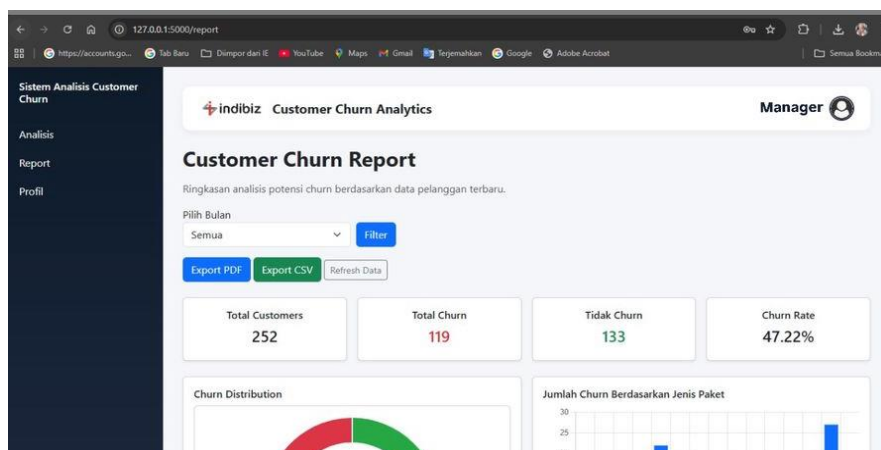 127.0.0.1:5000/report
https://accounts.go...
Tab Baru
Diimpor dari IE
YouTube
Maps
Gmail
Terjemahkan
Google
Adobe Acrobat
Semua Bookm
Sistem Analisis Customer
Churn
Analisis
Report
Profil
indibiz
Customer Churn Analytics
Manager
Customer Churn Report
Ringkasan analisis potensi churn berdasarkan data pelanggan terbaru.
Pilih Bulan
Semua
Filter
Export PDF
Export CSV
Refresh Data
Total Customers
252
Total Churn
119
Tidak Churn
133
Churn Rate
47.22%
Churn Distribution
Jumlah Churn Berdasarkan Jenis Paket
30
25